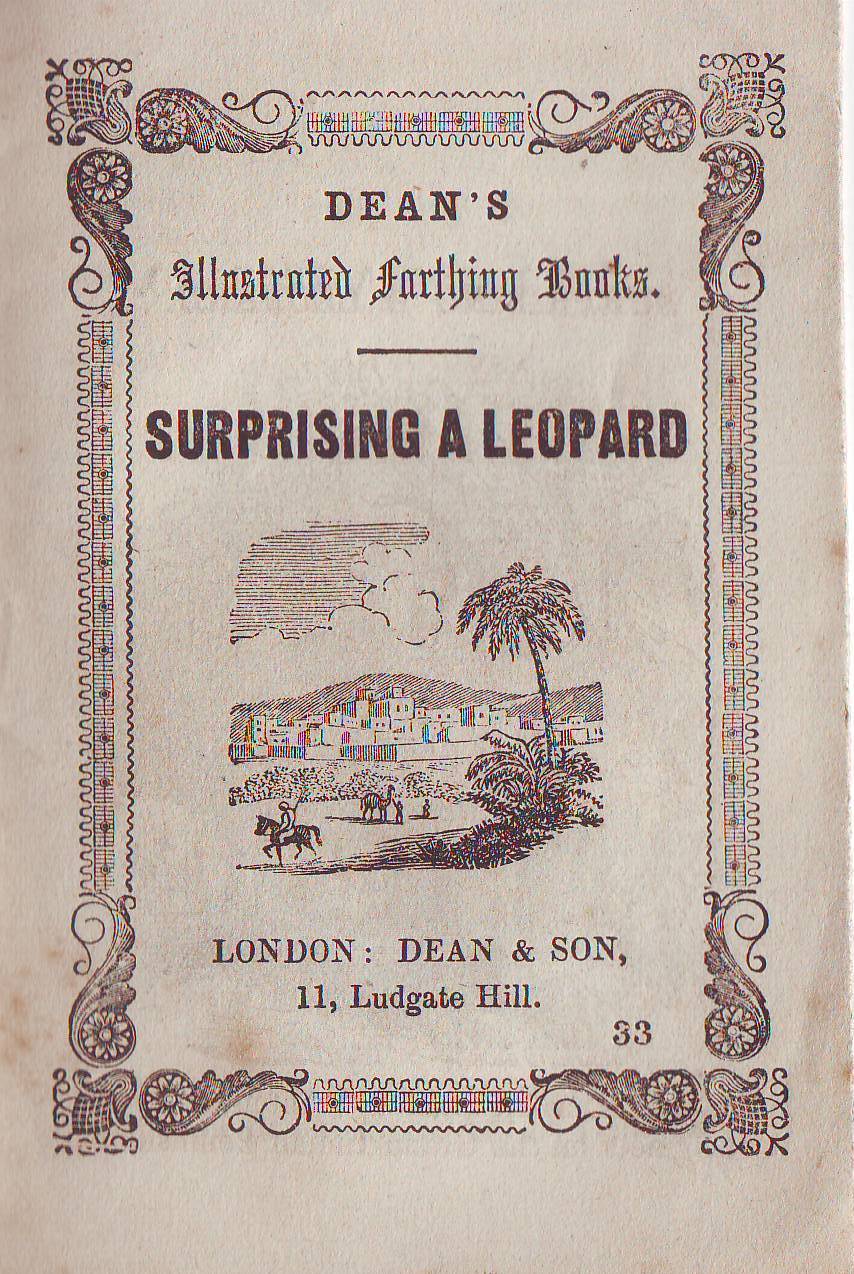 DEAN'S
Illustrated Farthing Books.
SURPRISING A LEOPARD
LONDON: DEAN & SON,
11, Ludgate Hill.
33